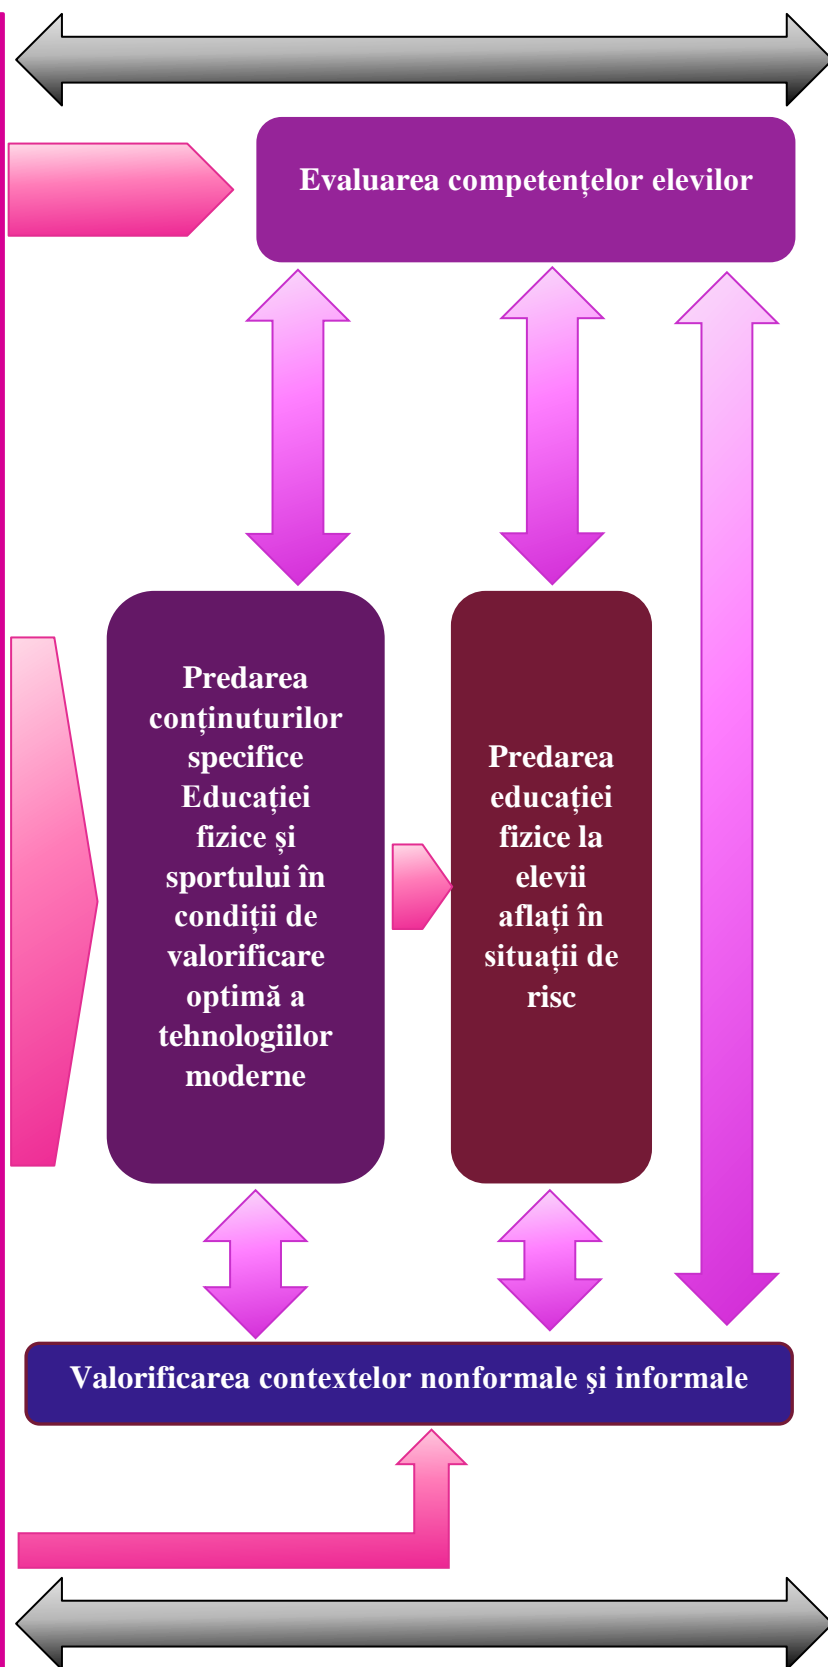 Evaluarea competențelor elevilor
Predarea
conținuturilor
specifice
Educației
fizice și
sportului în
condiții de
valorificare
optimă a
tehnologiilor
moderne
Predarea
educației
fizice la
elevii
aflați în
situații de
risc
Valorificarea contextelor nonformale şi informale